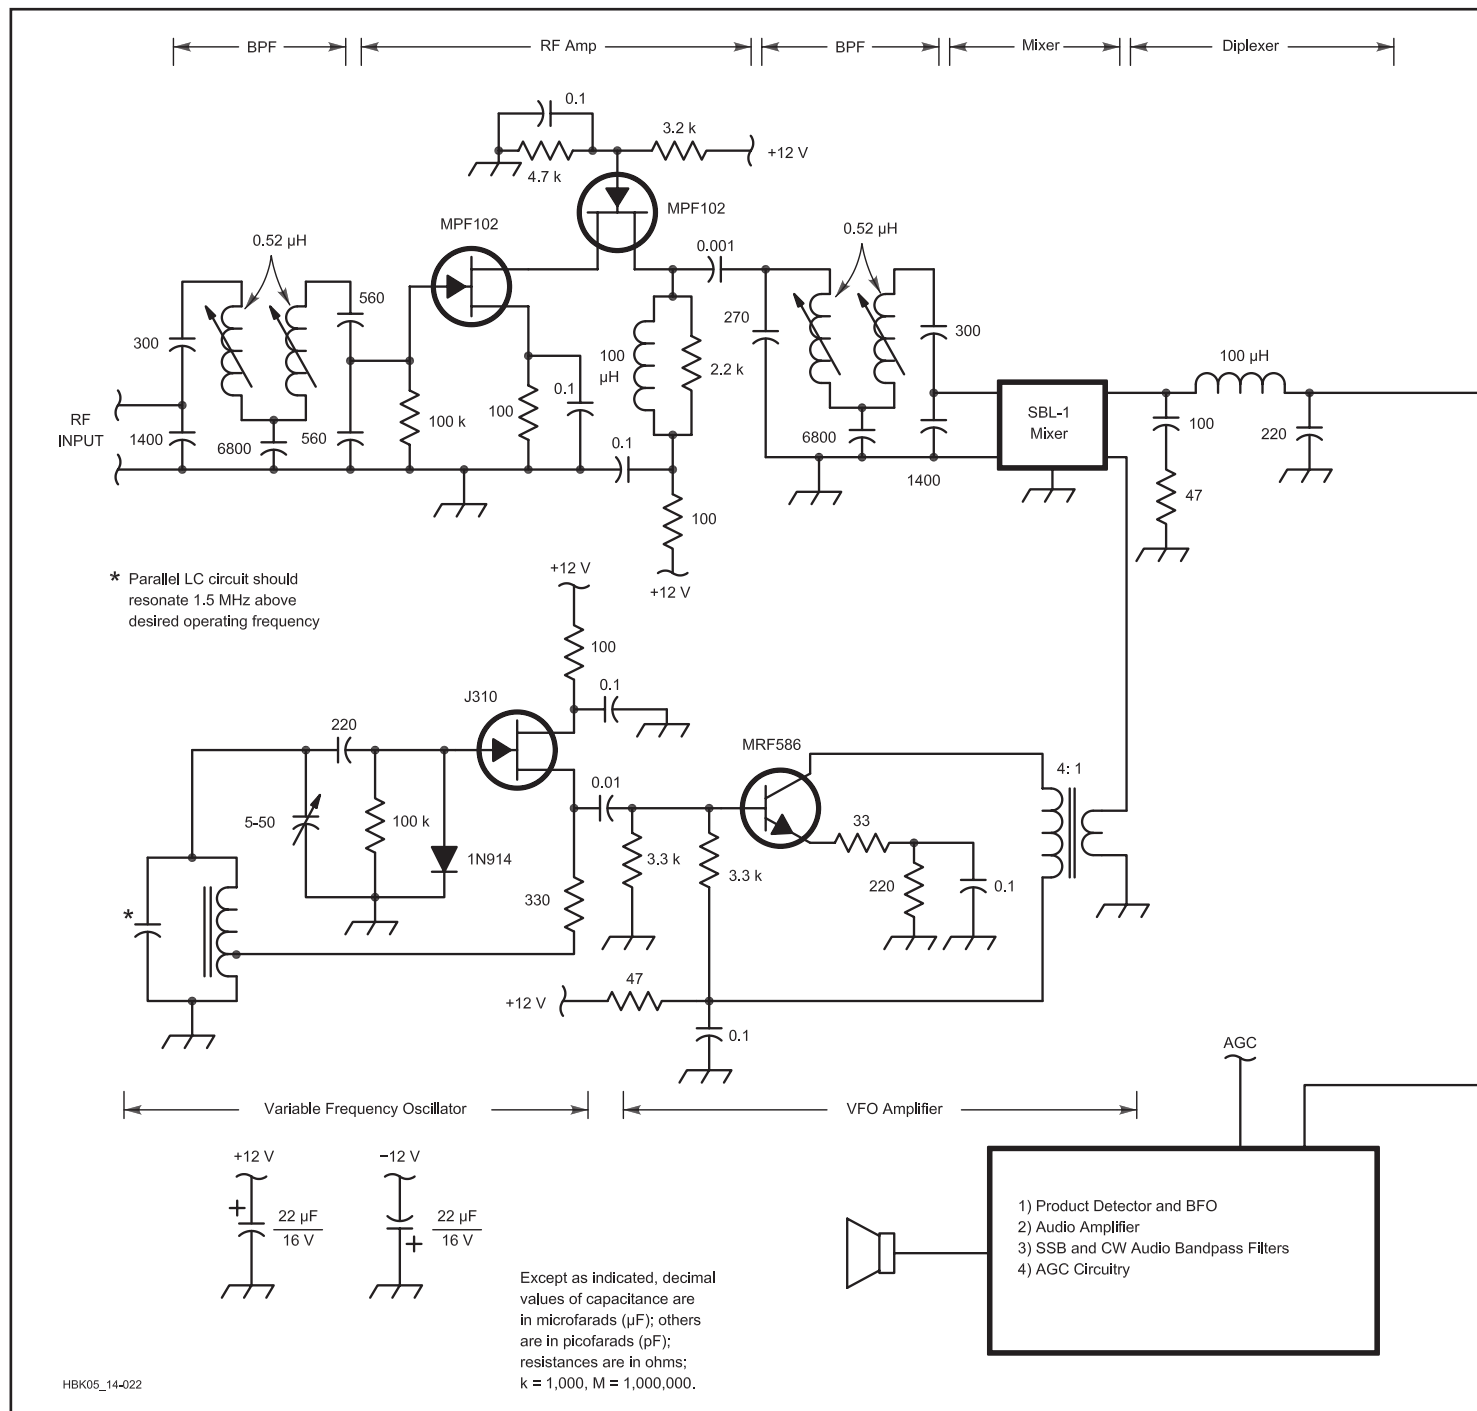 BPF
RF Amp
BPF
Mixer
Diplexer
0.1
3.2 k
+12 V
4.7 k
MPF102
MPF102
0.52 µH
0.52 µH
0.001
560
300
270
300
100
µH
2.2 k
100 µH
RF
INPUT
1400
6800
560
100 k
100
0.1
0.1
6800
1400
SBL-1
Mixer
100
220
47
100
+12 V
* Parallel LC circuit should
resonate 1.5 MHz above
desired operating frequency
+12 V
100
J310
0.1
220
MRF586
4: 1
0.01
5-50
100 k
1N914
33
3.3 k
3.3 k
330
220
0.1
*
47
+12 V
0.1
AGC
Variable Frequency Oscillator
VFO Amplifier
+12 V
−12 V
+
22 µF
16 V
+
22 µF
16 V
1) Product Detector and BFO
2) Audio Amplifier
3) SSB and CW Audio Bandpass Filters
4) AGC Circuitry
Except as indicated, decimal
values of capacitance are
in microfarads (µF); others
are in picofarads (pF);
resistances are in ohms;
k = 1,000, M = 1,000,000.
HBK05_14-022